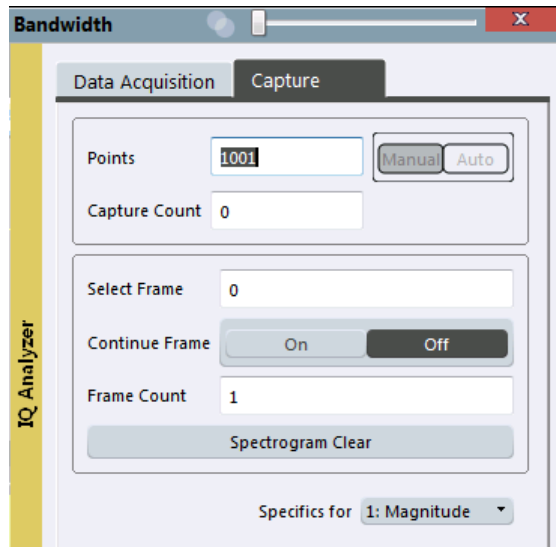 Bandwidth
X
Data Acquisition Capture
Points 1001 Manual Auto
Capture Count 0
Select Frame 0
Continue Frame On Off
Frame Count 1
Spectrogram Clear
Specifics for 1: Magnitude
IQ Analyzer